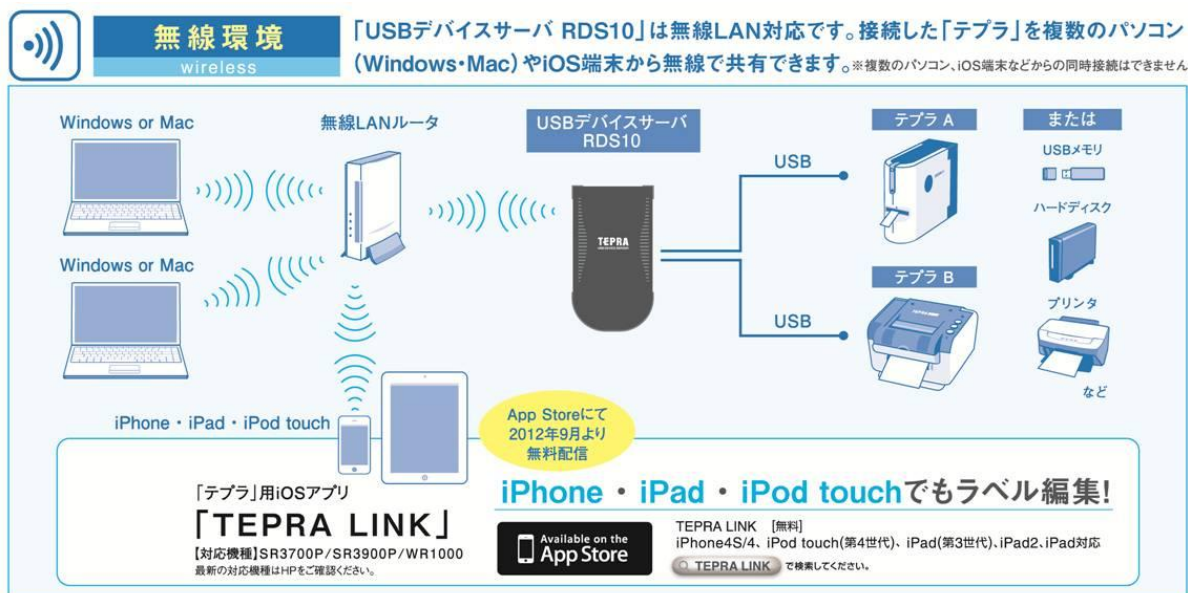 無線環境
wireless
「USBデバイスサーバ RDS10」は無線LAN対応です。接続した「テプラ」を複数のパソコン
(Windows・Mac)やiOS端末から無線で共有できます。※複数のパソコン、iOS端末などからの同時接続はできません
Windows or Mac
無線LANルータ
USBデバイスサーバ
RDS10
テプラ A
または
USB
USBメモリ
ハードディスク
TEPRA
Windows or Mac
テプラ B
プリンタ
USB
など
iPhone・iPad・iPod touch
App Storeにて
2012年9月より
無料配信
「テプラ」用iOSアプリ
「TEPRA LINK」
【対応機種】SR3700P/SR3900P/WR1000
最新の対応機種はHPをご確認ください。
iPhone・iPad・iPod touchでもラベル編集!
Available on the
App Store
TEPRA LINK [無料]
iPhone4S/4、iPod touch(第4世代)、iPad(第3世代)、iPad2、iPad対応
TEPRA LINK で検索してください。